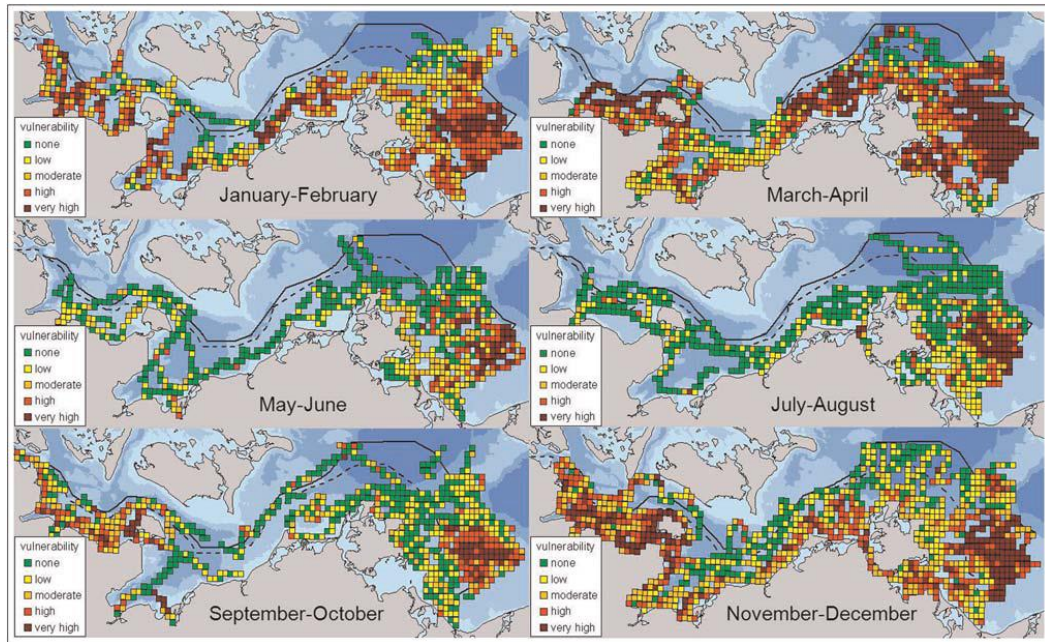 vulnerability
none
low
moderate
high
very high
January-February
vulnerability
none
low
moderate
high
very high
March-April
vulnerability
none
low
moderate
high
very high
May-June
vulnerability
none
low
moderate
high
very high
July-August
vulnerability
none
low
moderate
high
very high
September-October
vulnerability
none
low
moderate
high
very high
November-December